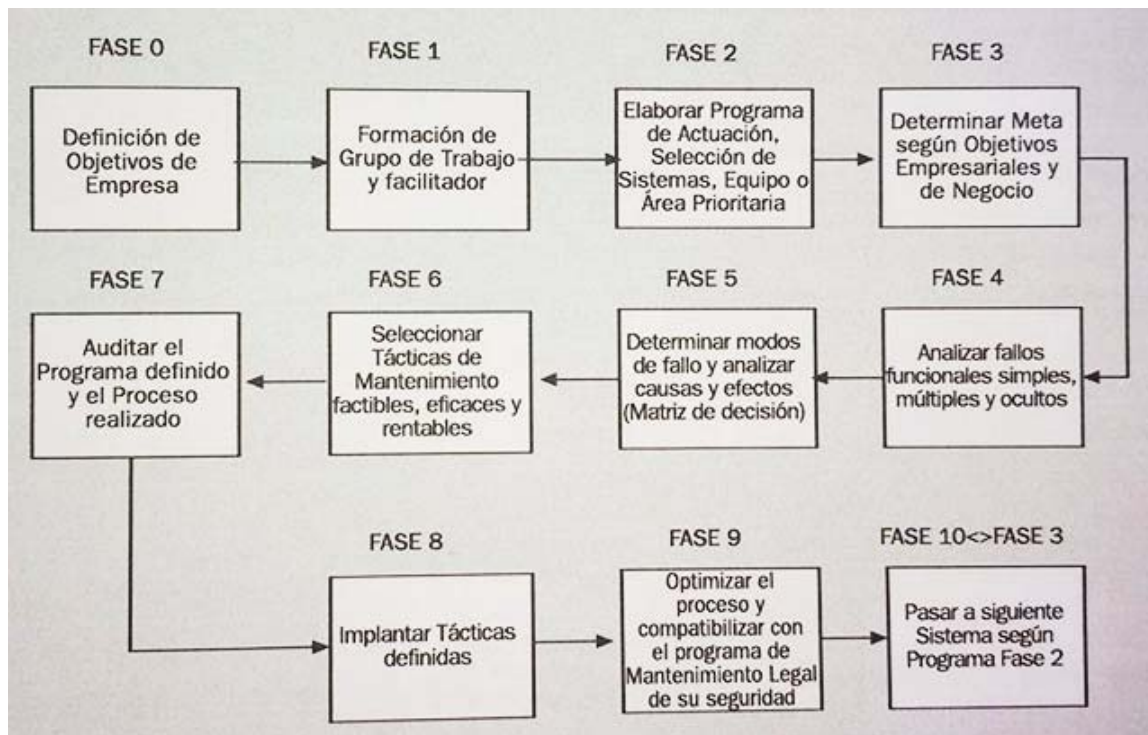 FASE 0
Definición de
Objetivos de
Empresa
FASE 1
Formación de
Grupo de Trabajo
y facilitador
FASE 2
Elaborar Programa
de Actuación,
Selección de
Sistemas, Equipo o
Área Prioritaria
FASE 3
Determinar Meta
según Objetivos
Empresariales y
de Negocio
FASE 4
Analizar fallos
funcionales simples,
múltiples y ocultos
FASE 5
Determinar modos
de fallo y analizar
causas y efectos
(Matriz de decisión)
FASE 6
Seleccionar
Tácticas de
Mantenimiento
factibles, eficaces y
rentables
FASE 7
Auditar el
Programa definido
y el Proceso
realizado
FASE 8
Implantar Tácticas
definidas
FASE 9
Optimizar el
proceso y
compatibilizar con
el programa de
Mantenimiento Legal
de su seguridad
FASE 10<>FASE 3
Pasar a siguiente
Sistema según
Programa Fase 2